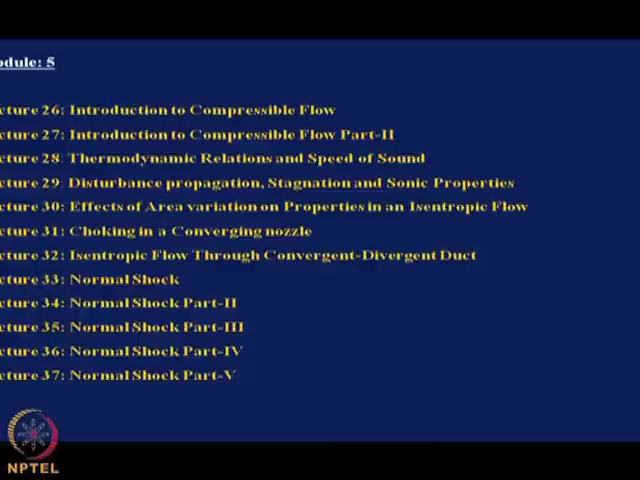 odule: 5
cture 26: Introduction to Compressible Flow
cture 27: Introduction to Compressible Flow Part-II
cture 28: Thermodynamic Relations and Speed of Sound
cture 29: Disturbance propagation, Stagnation and Sonic Properties
cture 30: Effects of Area variation on Properties in an Isentropic Flow
cture 31: Choking in a Converging nozzle
cture 32: Isentropic Flow Through Convergent-Divergent Duct
cture 33: Normal Shock
cture 34: Normal Shock Part-II
cture 35: Normal Shock Part-III
cture 36: Normal Shock Part-IV
cture 37: Normal Shock Part-V
NPTEL